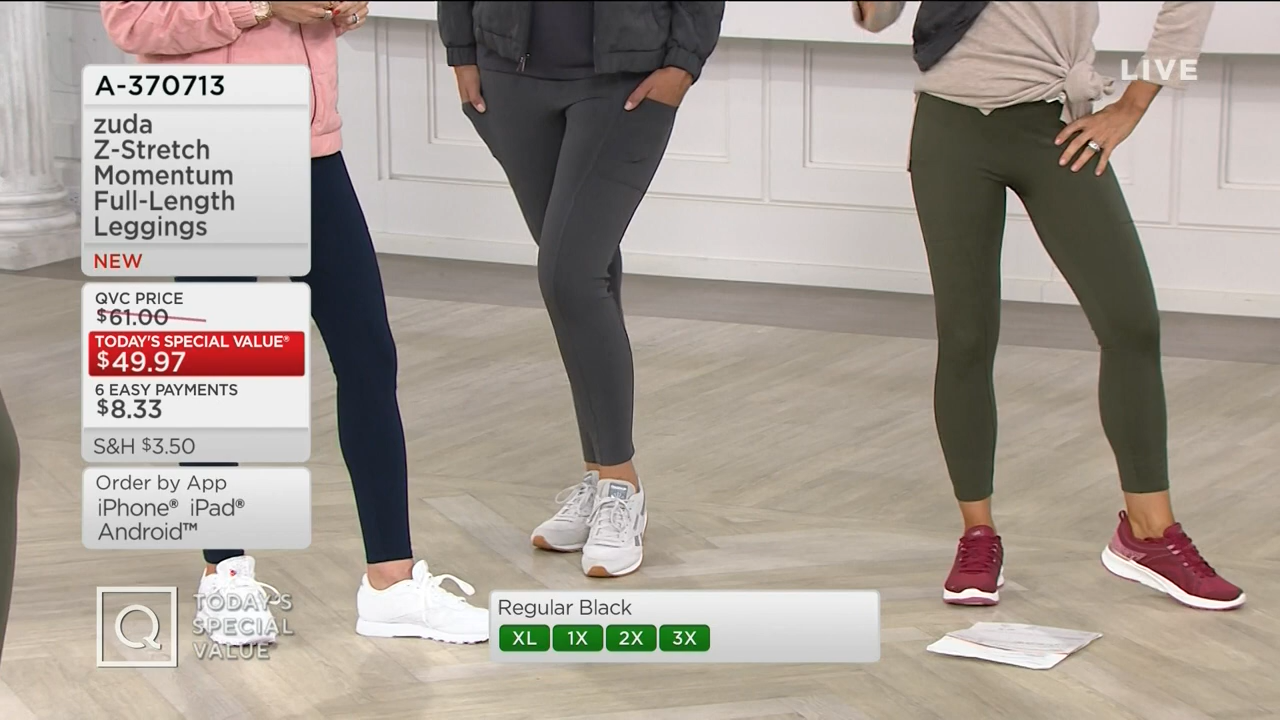 LIVE
A-370713
zuda
Z-Stretch
Momentum
Full-Length
Leggings
NEW
QVC PRICE
$61.00
TODAY'S SPECIAL VALUE®
$49.97
6 EASY PAYMENTS
$8.33
S&H $3.50
Order by App
iPhone® iPad®
Android™
Q
TODAY'S
SPECIAL
VALUE
Regular Black
XL 1X 2X 3X